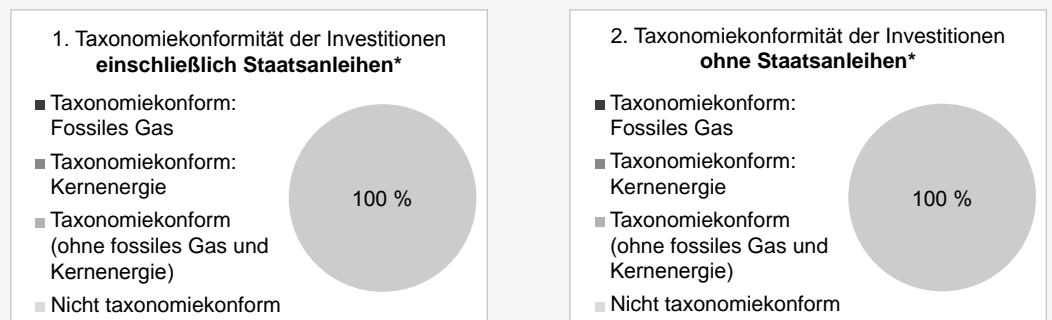 1. Taxonomiekonformität der Investitionen
einschließlich Staatsanleihen*
Taxonomiekonform:
Fossiles Gas
Taxonomiekonform:
Kernenergie
Taxonomiekonform
(ohne fossiles Gas und
Kernenergie)
Nicht taxonomiekonform
100 %
2. Taxonomiekonformität der Investitionen
ohne Staatsanleihen*
Taxonomiekonform:
Fossiles Gas
Taxonomiekonform:
Kernenergie
Taxonomiekonform
(ohne fossiles Gas und
Kernenergie)
Nicht taxonomiekonform
100 %